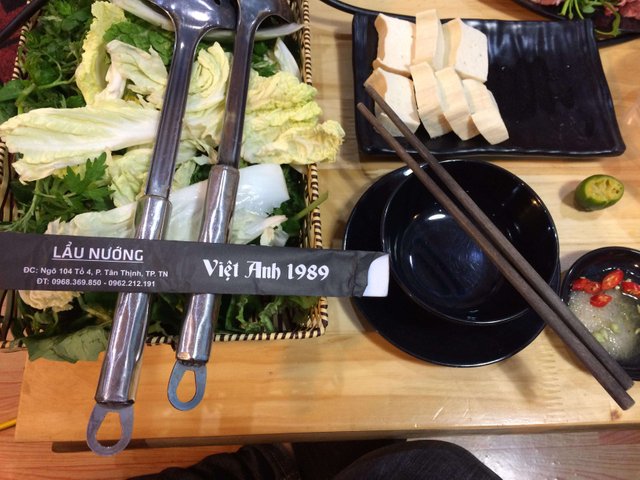 LẨU NƯỚNG
ĐC: Ngõ 104 Tổ 4, P. Tân Thịnh, TP. TN
ĐT: 0968.369.850 - 0962.212.191
Việt Anh 1989